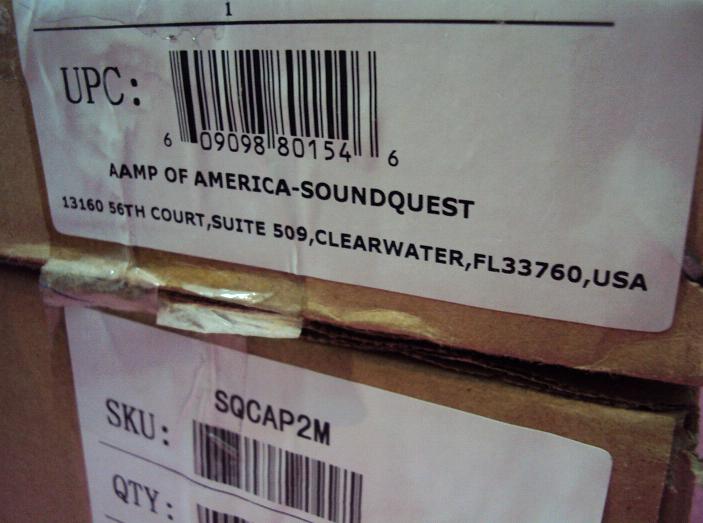 1
UPC:
6 09098 80154 6
AAMP OF AMERICA-SOUNDQUEST
13160 56TH COURT,SUITE 509,CLEARWATER,FL33760,USA
SKU: SQCAP2M
QTY: